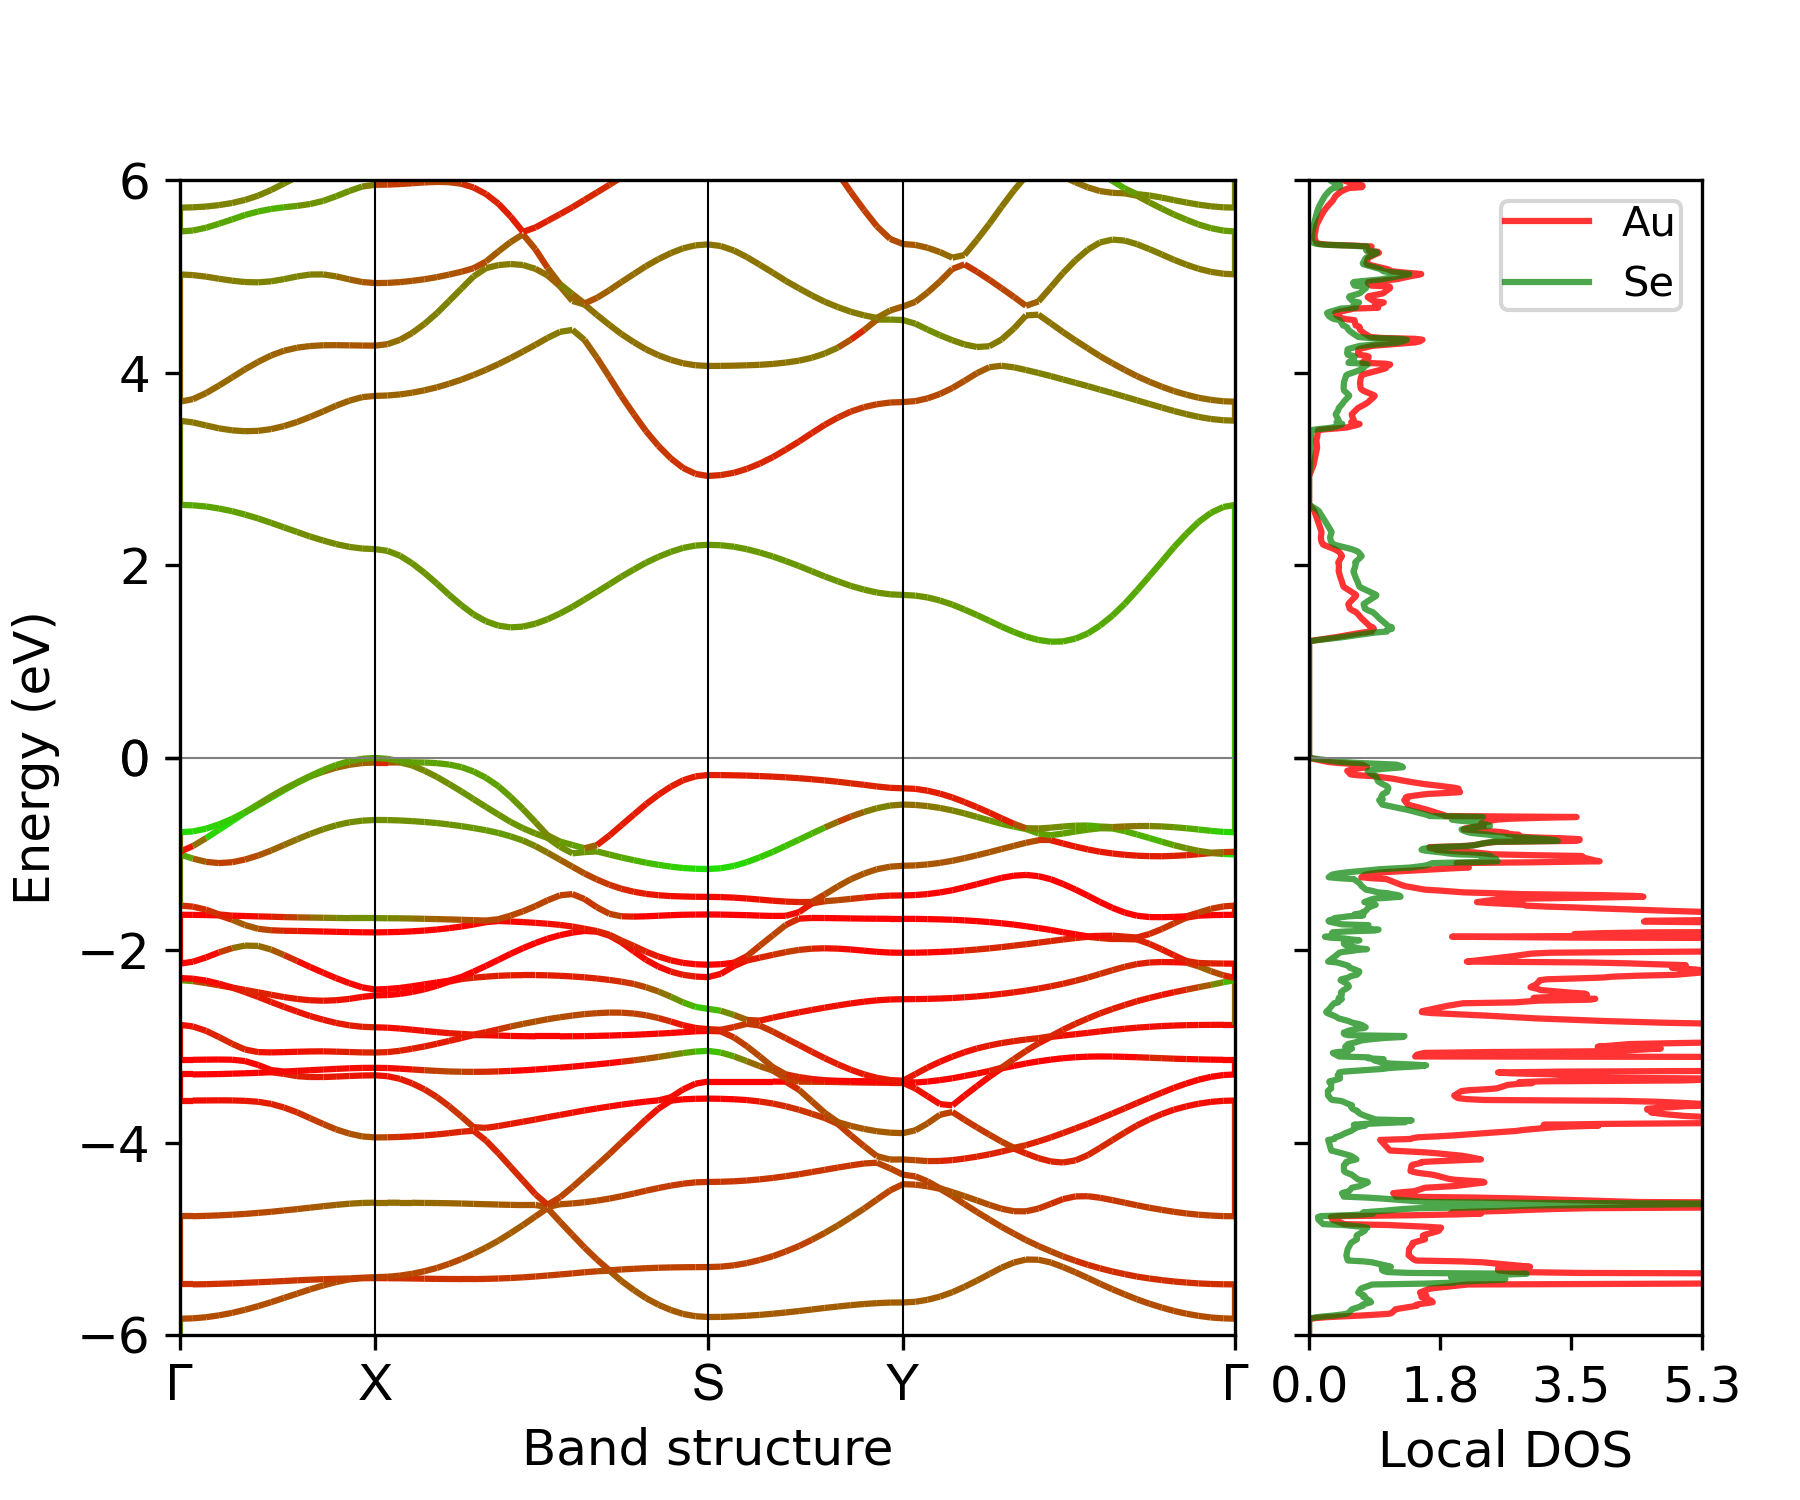 6
4
2
0
−2
−4
−6
Energy (eV)
Γ X S Y Γ
Band structure
Au
Se
0.0 1.8 3.5 5.3
Local DOS